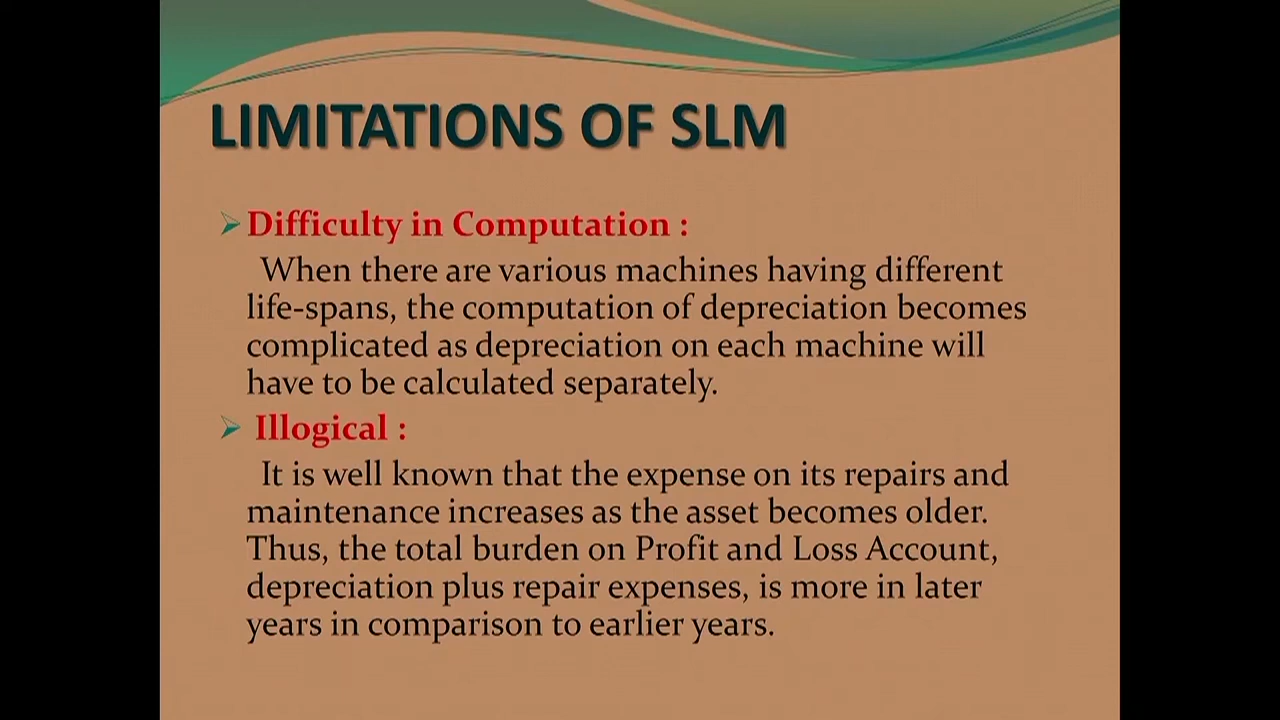 LIMITATIONS OF SLM
Difficulty in Computation :
When there are various machines having different
life-spans, the computation of depreciation becomes
complicated as depreciation on each machine will
have to be calculated separately.
Illogical :
It is well known that the expense on its repairs and
maintenance increases as the asset becomes older.
Thus, the total burden on Profit and Loss Account,
depreciation plus repair expenses, is more in later
years in comparison to earlier years.